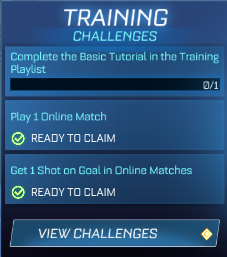 TRAINING
CHALLENGES
Complete the Basic Tutorial in the Training
Playlist
0/1
Play 1 Online Match
READY TO CLAIM
Get 1 Shot on Goal in Online Matches
READY TO CLAIM
VIEW CHALLENGES